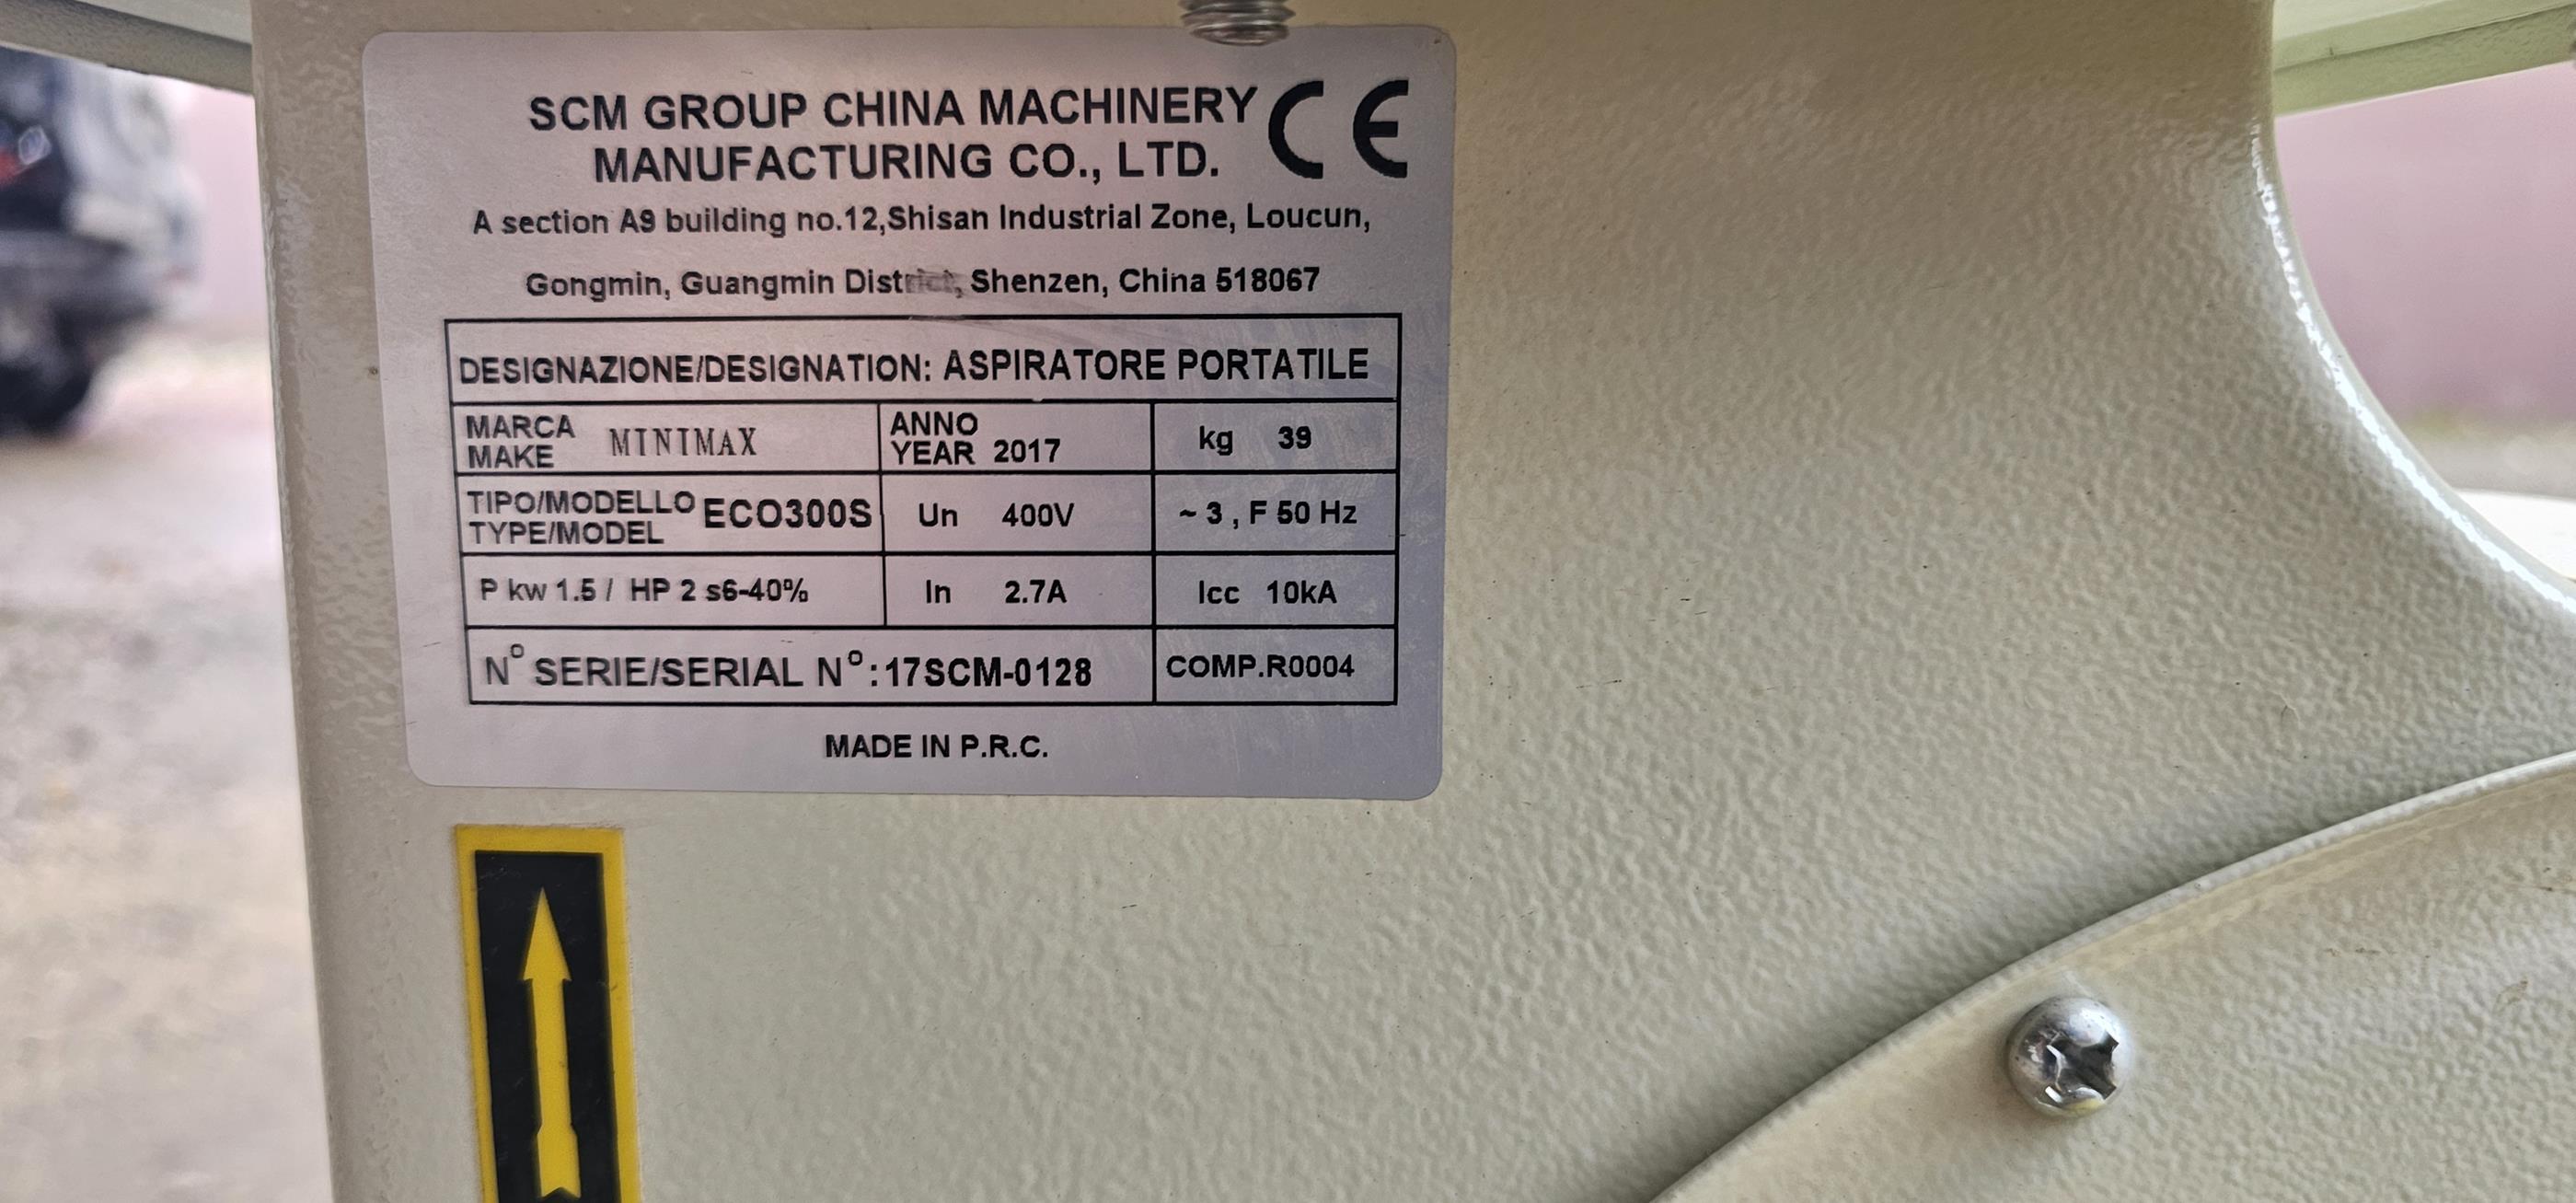 SCM GROUP CHINA MACHINERY
MANUFACTURING CO., LTD.
CE
A section A9 building no.12,Shisan Industrial Zone, Loucun,
Gongmin, Guangmin District, Shenzen, China 518067
DESIGNAZIONE/DESIGNATION: ASPIRATORE PORTATILE
MARCA
MAKE MINIMAX
ANNO
YEAR 2017
kg 39
TIPO/MODELLO
TYPE/MODEL ECO300S
Un 400V
~ 3 , F 50 Hz
P kw 1.5 / HP 2 s6-40%
In 2.7A
Icc 10kA
N° SERIE/SERIAL N°:17SCM-0128
COMP.R0004
MADE IN P.R.C.